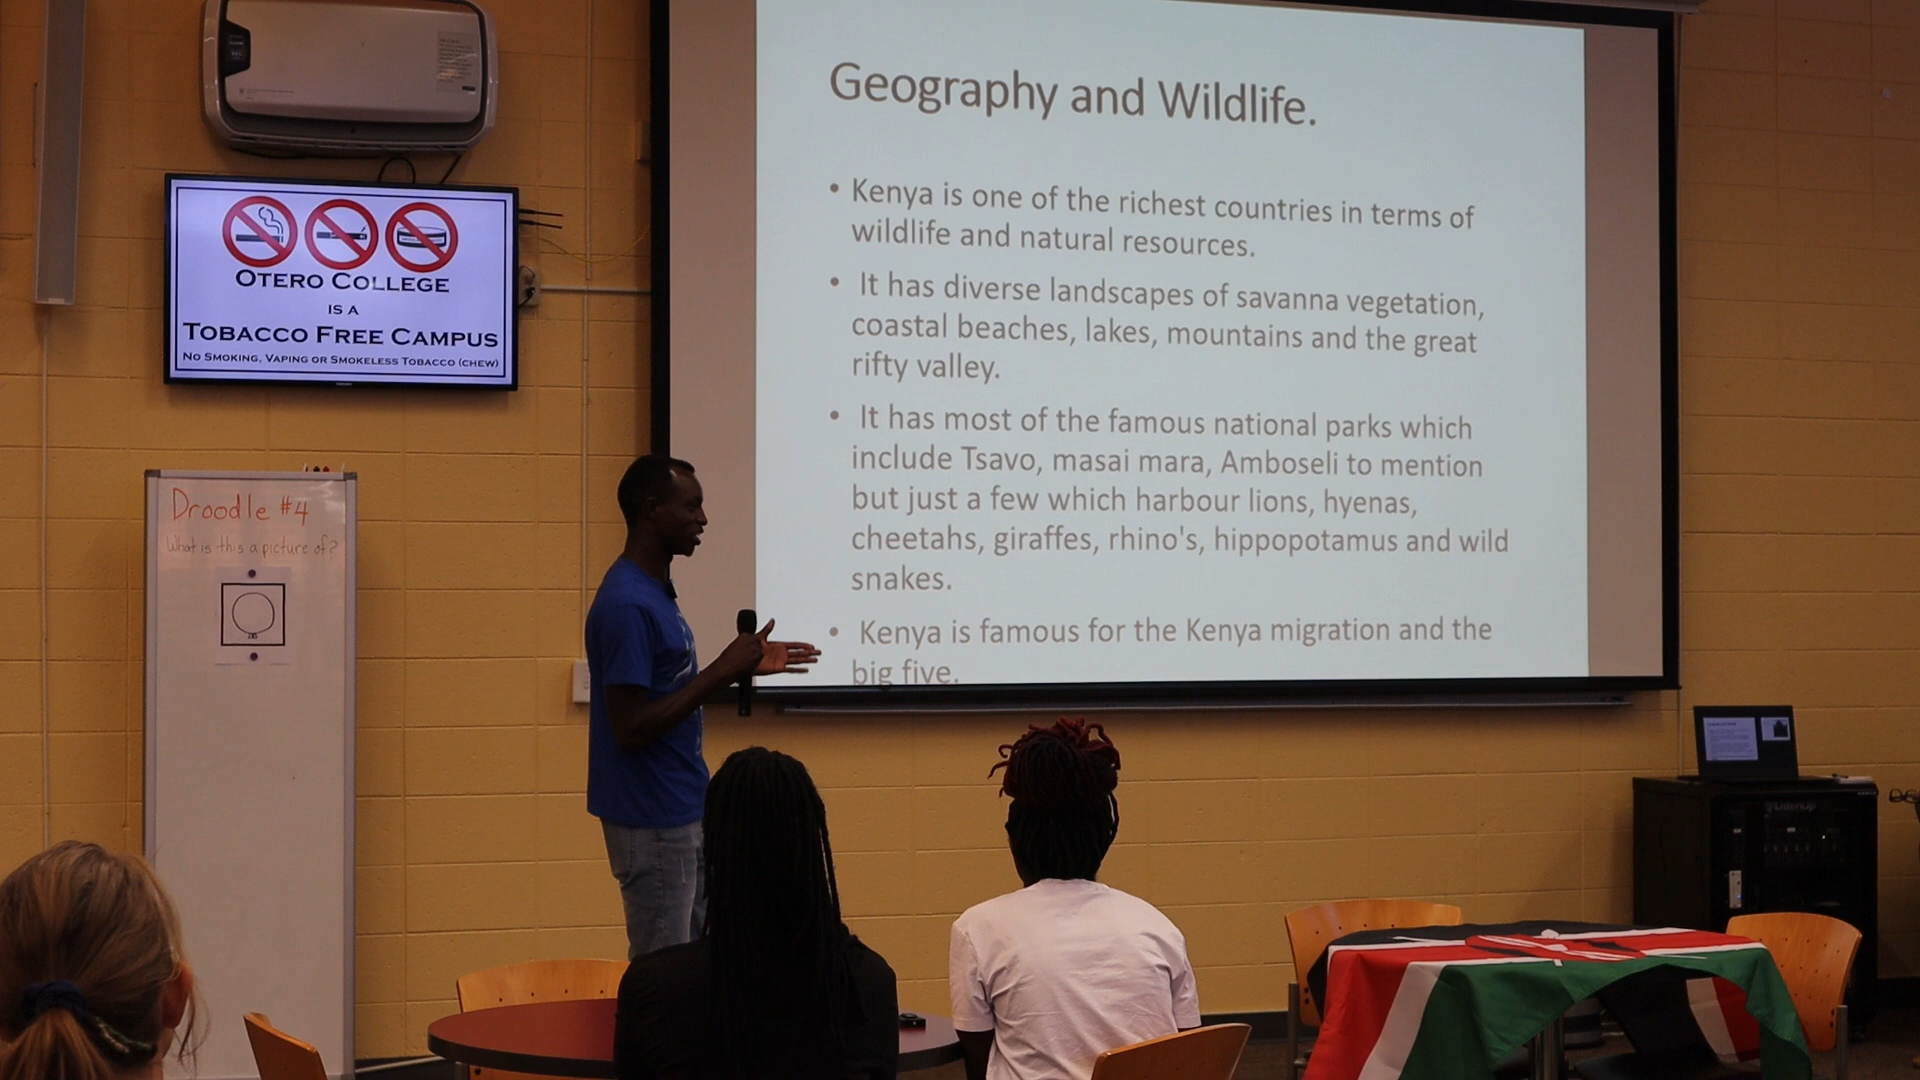 Geography and Wildlife.
• Kenya is one of the richest countries in terms of
wildlife and natural resources.
• It has diverse landscapes of savanna vegetation,
coastal beaches, lakes, mountains and the great
rifty valley.
• It has most of the famous national parks which
include Tsavo, masai mara, Amboseli to mention
but just a few which harbour lions, hyenas,
cheetahs, giraffes, rhino's, hippopotamus and wild
snakes.
• Kenya is famous for the Kenya migration and the
big five.
OTERO COLLEGE
IS A
TOBACCO FREE CAMPUS
NO SMOKING, VAPING OR SMOKELESS TOBACCO (CHEW)
Droodle #4
What is this a picture of?
ListenUp